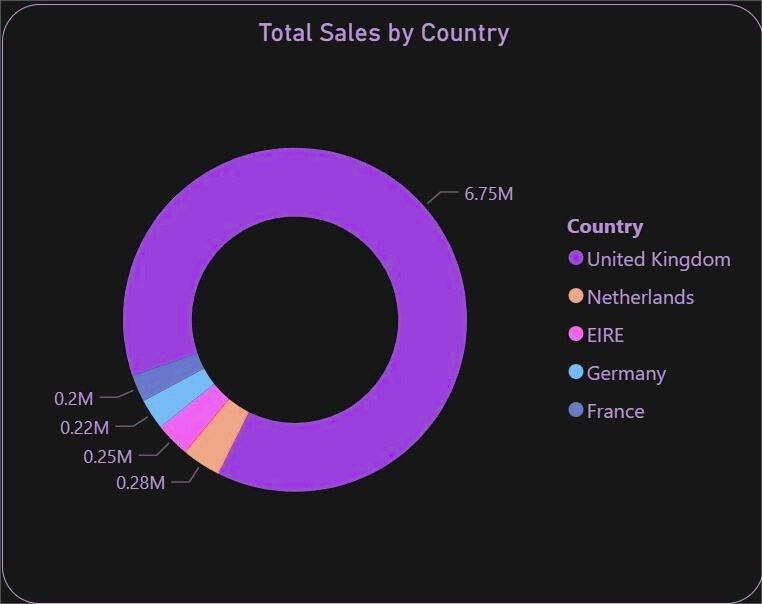 Total Sales by Country
6.75M
Country
United Kingdom
Netherlands
EIRE
Germany
France
0.2M
0.22M
0.25M
0.28M